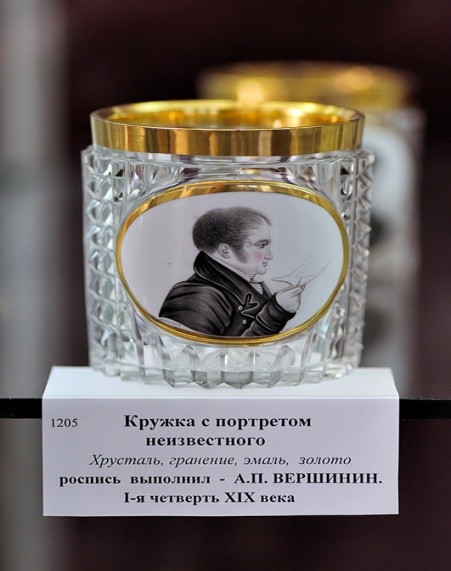 1205 Кружка с портретом
неизвестного
Хрусталь, гранение, эмаль, золото
роспись выполнил - А.П. ВЕРШИНИН.
I-я четверть XIX века